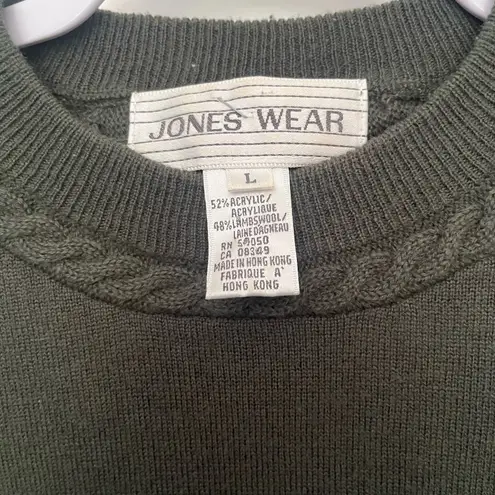 JONES WEAR
L
52% ACRYLIC/
ACRYLIQUE
48% LAMBSWOOL/
LAINE D'AGNEAU
RN 54050
CA 08349
MADE IN HONG KONG
FABRIQUE A'
HONG KONG